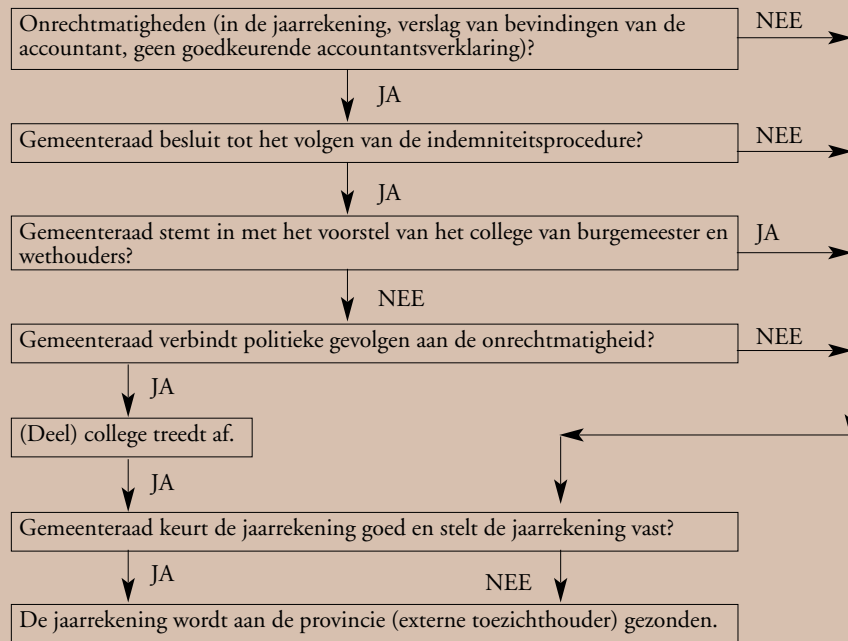 Onrechtmatigheden (in de jaarrekening, verslag van bevindingen van de
accountant, geen goedkeurende accountantsverklaring)?
NEE
JA
Gemeenteraad besluit tot het volgen van de indemniteitsprocedure?
NEE
JA
Gemeenteraad stemt in met het voorstel van het college van burgemeester en
wethouders?
JA
NEE
Gemeenteraad verbindt politieke gevolgen aan de onrechtmatigheid?
NEE
JA
(Deel) college treedt af.
JA
Gemeenteraad keurt de jaarrekening goed en stelt de jaarrekening vast?
JA
NEE
De jaarrekening wordt aan de provincie (externe toezichthouder) gezonden.